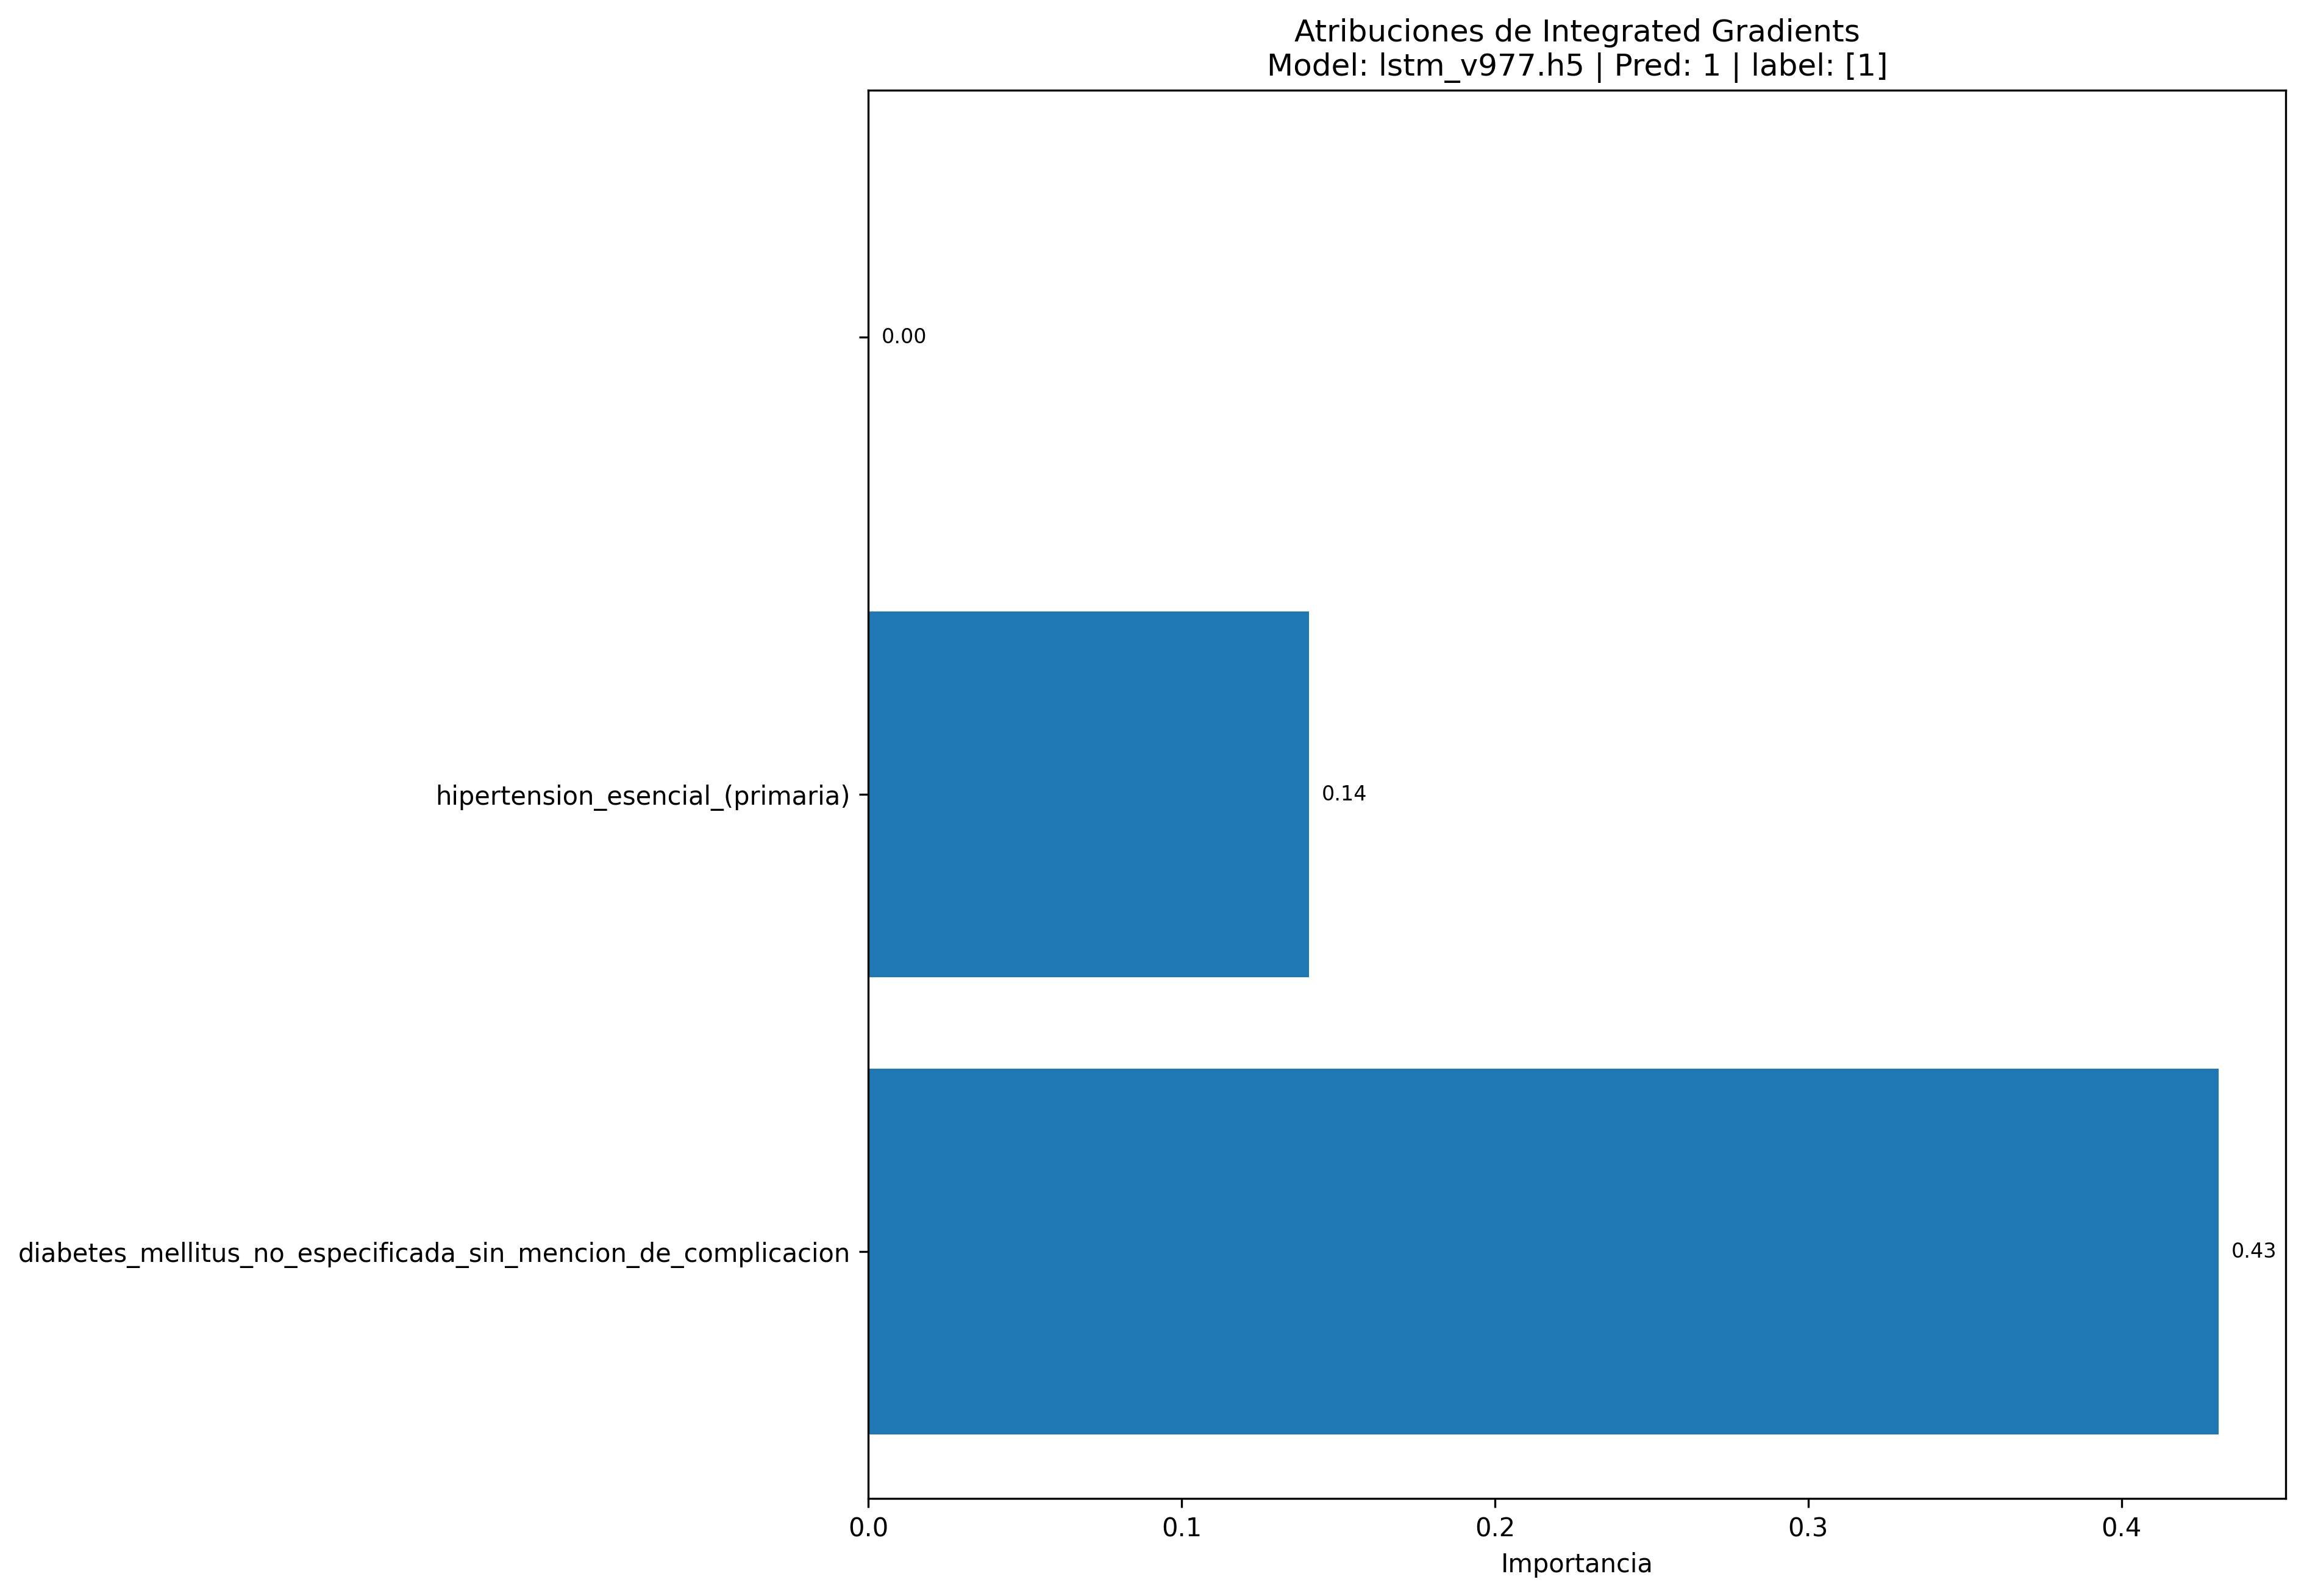 Atribuciones de Integrated Gradients
Model: lstm_v977.h5 | Pred: 1 | label: [1]
0.00
hipertension_esencial_(primaria)
0.14
diabetes_mellitus_no_especificada_sin_mencion_de_complicacion
0.43
0.0 0.1 0.2 0.3 0.4
Importancia